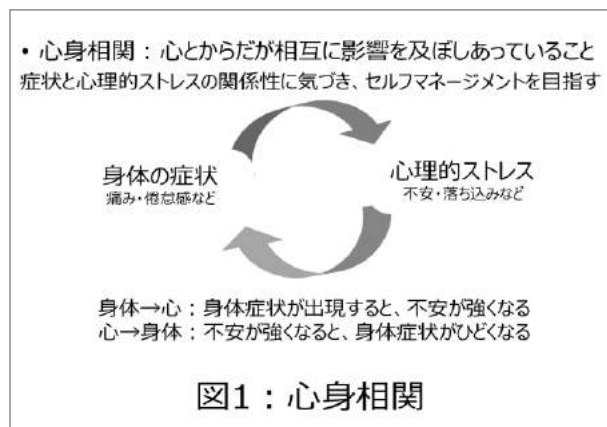 • 心身相関：心とからだが相互に影響を及ぼしあっていること
症状と心理的ストレスの関係性に気づき、セルフマネージメントを目指す
身体の症状
痛み・倦怠感など
心理的ストレス
不安・落ち込みなど
身体→心：身体症状が出現すると、不安が強くなる
心→身体：不安が強くなると、身体症状がひどくなる
図1：心身相関